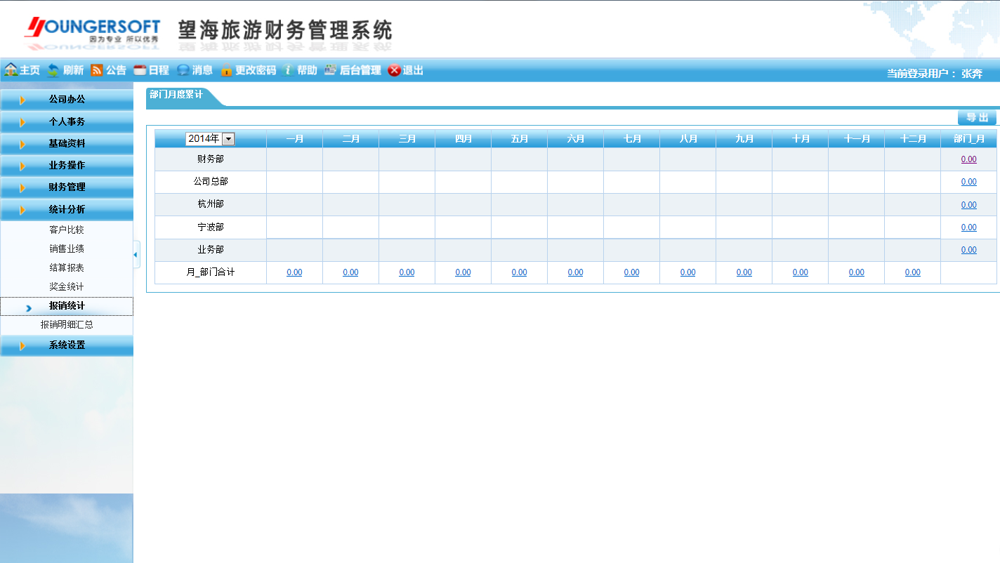 YOUNGERSOFT
因为专业 所以优秀
望海旅游财务管理系统
主页 刷新 公告 日程 消息 更改密码 帮助 后台管理 退出
当前登录用户： 张奔
公司办公
个人事务
基础资料
业务操作
财务管理
统计分析
客户比较
销售业绩
结算报表
奖金统计
报销统计
报销明细汇总
系统设置
部门月度累计
导 出
2014年 一月 二月 三月 四月 五月 六月 七月 八月 九月 十月 十一月 十二月 部门_月
财务部 0.00
公司总部 0.00
杭州部 0.00
宁波部 0.00
业务部 0.00
月_部门合计 0.00 0.00 0.00 0.00 0.00 0.00 0.00 0.00 0.00 0.00 0.00 0.00